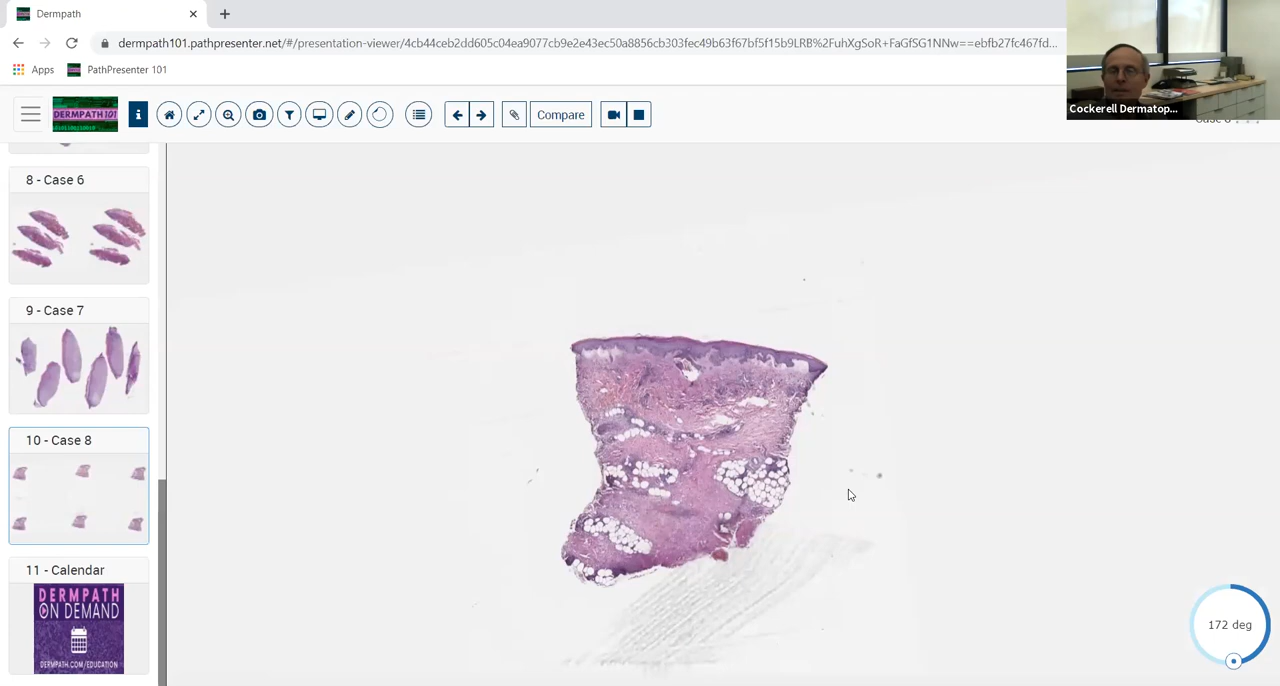 Dermpath
dermpath101.pathpresenter.net/#/presentation-viewer/4cb44ceb2dd605c04ea9077cb9e2e43ec50a8856cb303fec49b63f67bf5f15b9LRB%2FuhXgSoR+FaGfSG1NNw==ebfb27fc467fd...
Apps
PathPresenter 101
Cockerell Dermatop...
DERMPATH 101
Compare
8 - Case 6
9 - Case 7
10 - Case 8
11 - Calendar
DERMPATH
ON DEMAND
DERMPATH.COM/EDUCATION
172 deg